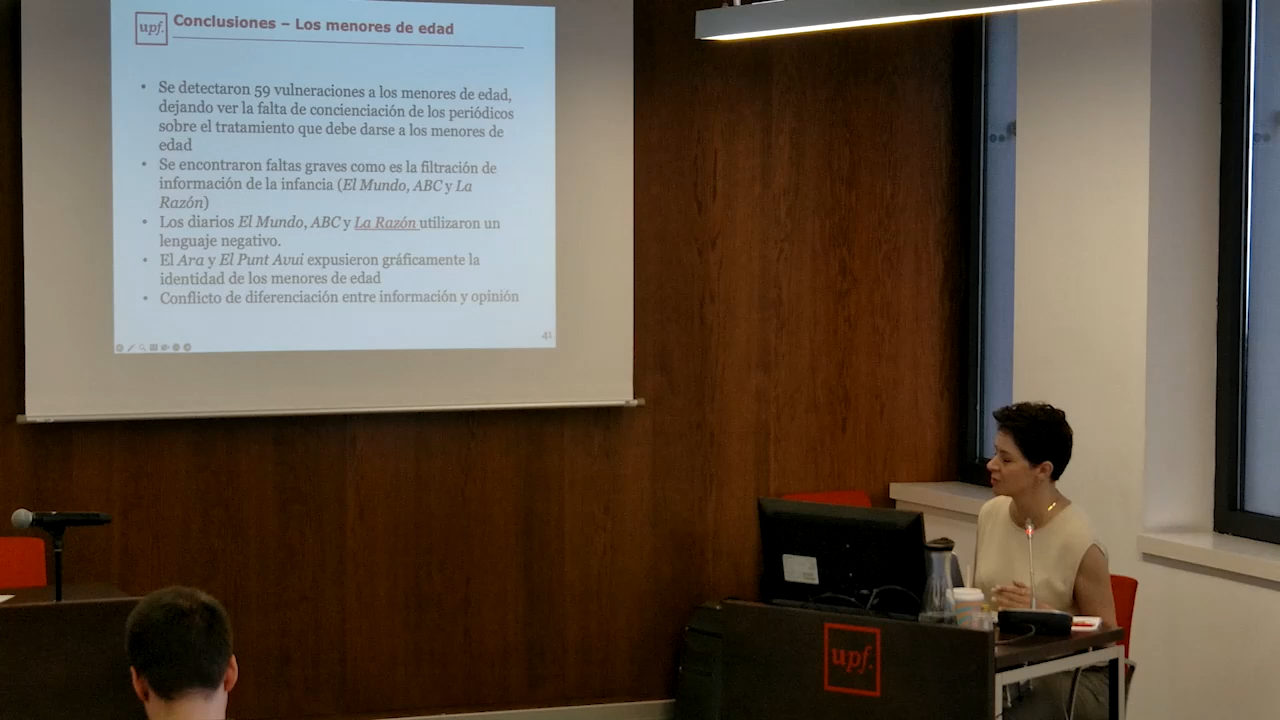 upf.
Conclusiones – Los menores de edad
• Se detectaron 59 vulneraciones a los menores de edad,
dejando ver la falta de concienciación de los periódicos
sobre el tratamiento que debe darse a los menores de
edad
• Se encontraron faltas graves como es la filtración de
información de la infancia (El Mundo, ABC y La
Razón)
• Los diarios El Mundo, ABC y La Razón utilizaron un
lenguaje negativo.
• El Ara y El Punt Avui expusieron gráficamente la
identidad de los menores de edad
• Conflicto de diferenciación entre información y opinión
41
upf.